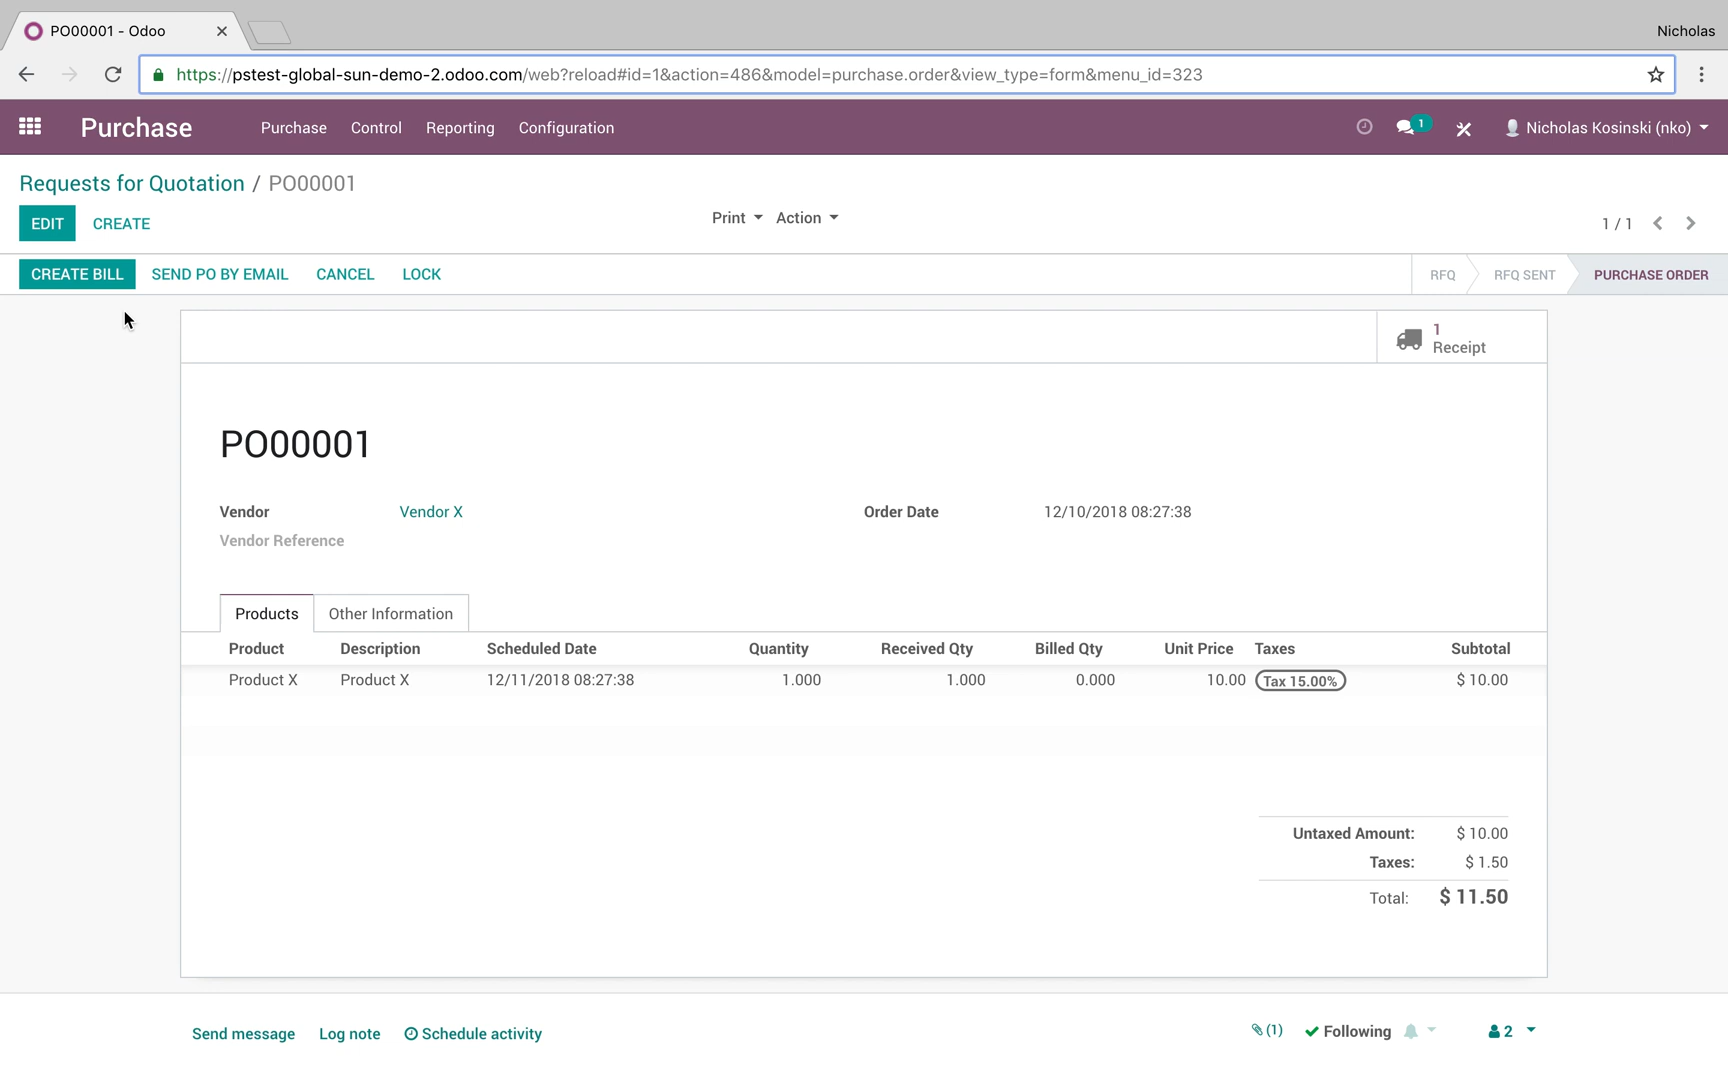 PO00001 - Odoo
Nicholas
https://pstest-global-sun-demo-2.odoo.com/web?reload#id=1&action=486&model=purchase.order&view_type=form&menu_id=323
Purchase Purchase Control Reporting Configuration 1 Nicholas Kosinski (nko)
Requests for Quotation / PO00001
EDIT CREATE Print Action 1 / 1
CREATE BILL SEND PO BY EMAIL CANCEL LOCK RFQ RFQ SENT PURCHASE ORDER
1
Receipt
PO00001
Vendor Vendor X Order Date 12/10/2018 08:27:38
Vendor Reference
Products Other Information
Product Description Scheduled Date Quantity Received Qty Billed Qty Unit Price Taxes Subtotal
Product X Product X 12/11/2018 08:27:38 1.000 1.000 0.000 10.00 Tax 15.00% $ 10.00
Untaxed Amount: $ 10.00
Taxes: $ 1.50
Total: $ 11.50
Send message Log note Schedule activity (1) Following 2